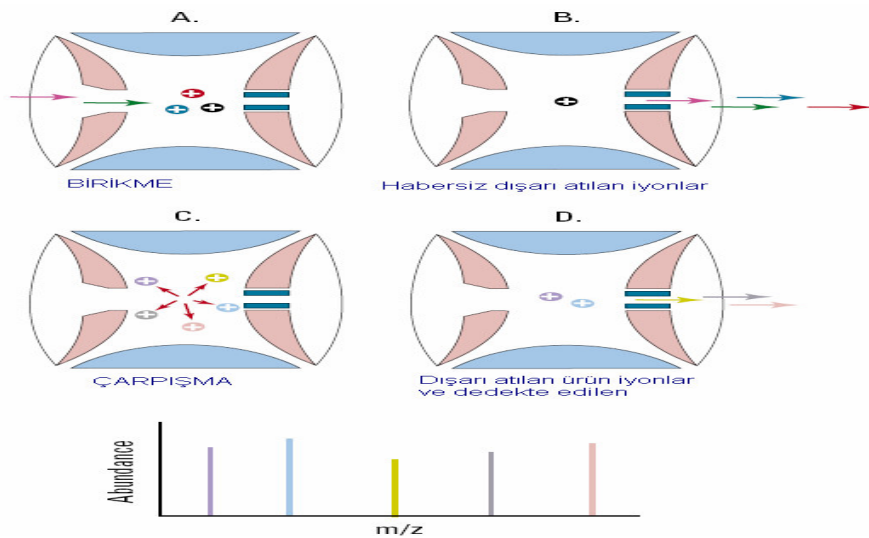 A.
B.
BİRİKME
Habersiz dışarı atılan iyonlar
C.
D.
ÇARPIŞMA
Dışarı atılan ürün iyonlar
ve dedekte edilen
Abundance
m/z